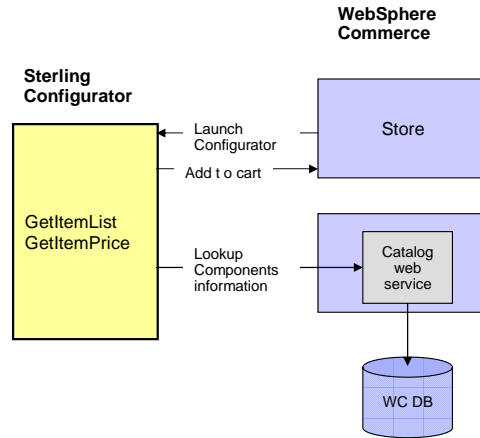 WebSphere
Commerce
Sterling
Configurator
Launch
Configurator
Store
Add t o cart
GetItemList
GetItemPrice
Lookup
Components
information
Catalog
web
service
WC DB